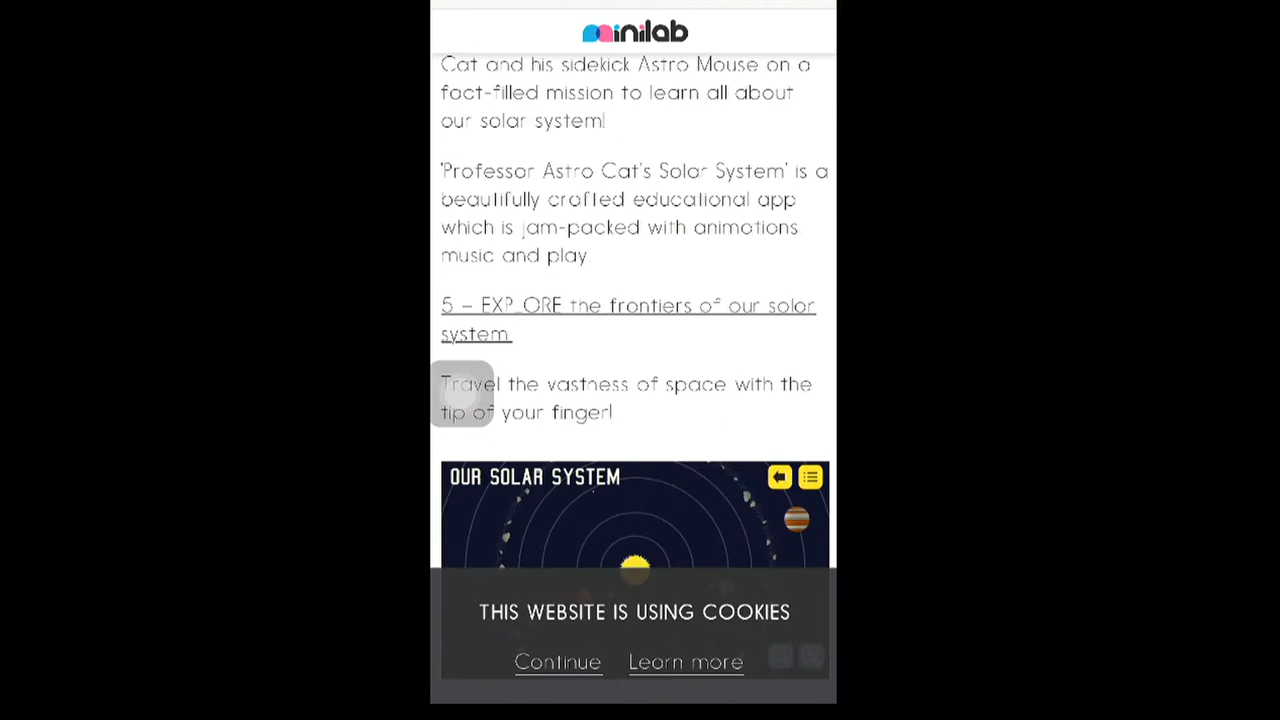 minilab
Cat and his sidekick Astro Mouse on a
fact-filled mission to learn all about
our solar system!
'Professor Astro Cat's Solar System' is a
beautifully crafted educational app
which is jam-packed with animations
music and play
5 – EXPLORE the frontiers of our solar
system
Travel the vastness of space with the
tip of your finger!
OUR SOLAR SYSTEM
THIS WEBSITE IS USING COOKIES
Continue Learn more